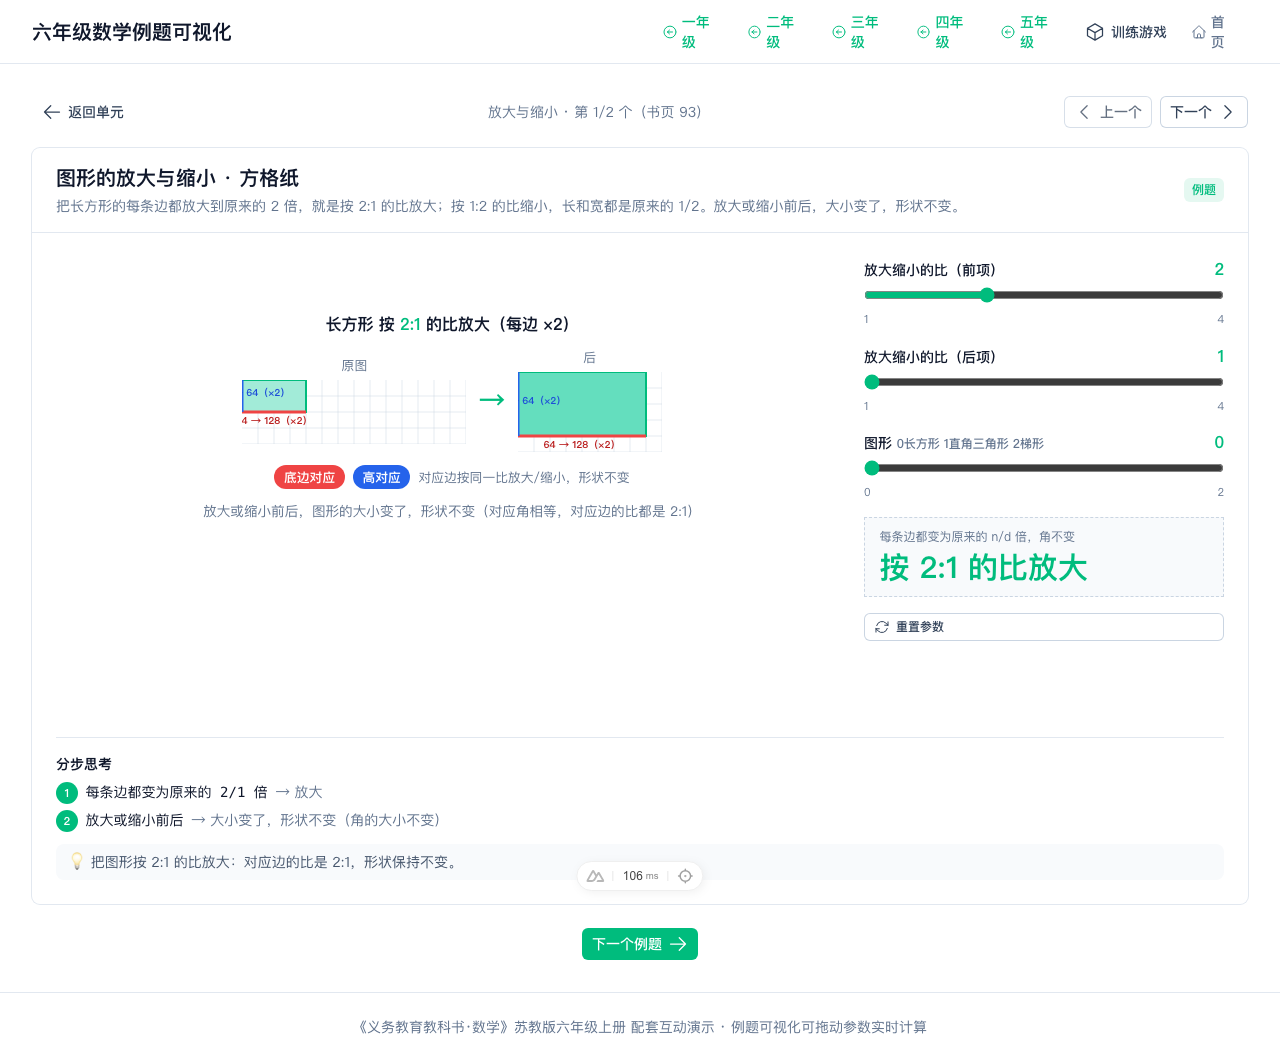 六年级数学例题可视化
一年级
二年级
三年级
四年级
五年级
训练游戏
首页
返回单元
放大与缩小 · 第 1/2 个（书页 93）
上一个
下一个
图形的放大与缩小 · 方格纸
把长方形的每条边都放大到原来的 2 倍，就是按 2:1 的比放大；按 1:2 的比缩小，长和宽都是原来的 1/2。放大或缩小前后，大小变了，形状不变。
例题
长方形 按 2:1 的比放大（每边 ×2）
原图
后
64（×2）
4 → 128（×2）
64（×2）
64 → 128（×2）
底边对应
高对应
对应边按同一比放大/缩小，形状不变
放大或缩小前后，图形的大小变了，形状不变（对应角相等，对应边的比都是 2:1）
放大缩小的比（前项）
2
1
4
放大缩小的比（后项）
1
1
4
图形 0长方形 1直角三角形 2梯形
0
0
2
每条边都变为原来的 n/d 倍，角不变
按 2:1 的比放大
重置参数
分步思考
1 每条边都变为原来的 2/1 倍 → 放大
2 放大或缩小前后 → 大小变了，形状不变（角的大小不变）
💡 把图形按 2:1 的比放大：对应边的比是 2:1，形状保持不变。
106 ms
下一个例题
《义务教育教科书·数学》苏教版六年级上册 配套互动演示 · 例题可视化可拖动参数实时计算